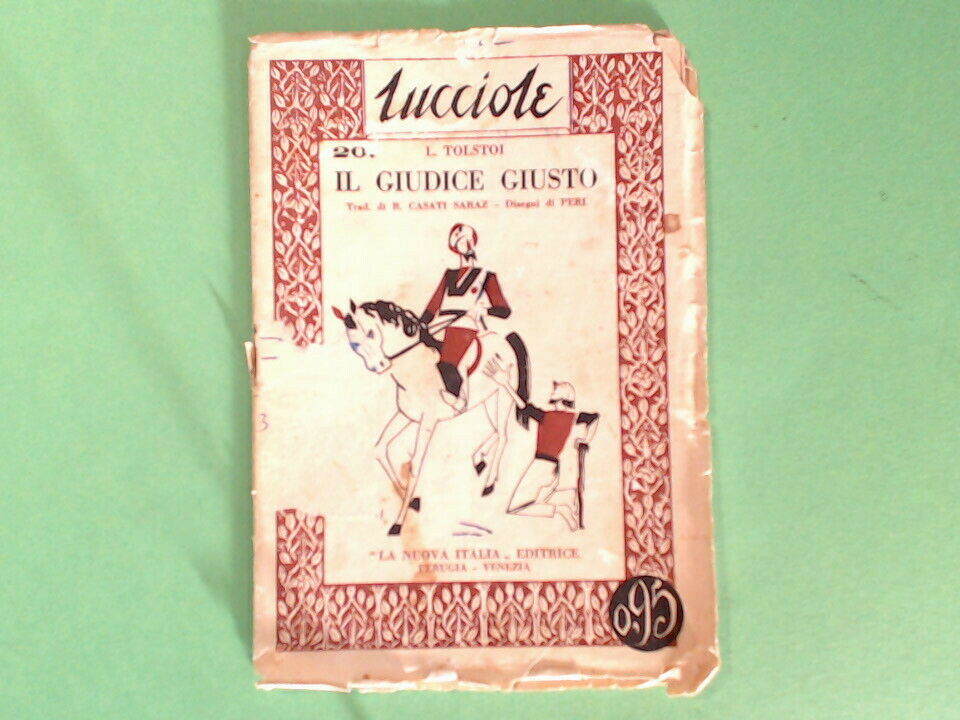 Lucciole
20.
L. TOLSTOI
IL GIUDICE GIUSTO
Trad. di R. CASATI SARAZ - Disegni di PERI
3
"LA NUOVA ITALIA" EDITRICE
PERUGIA - VENEZIA
0.95